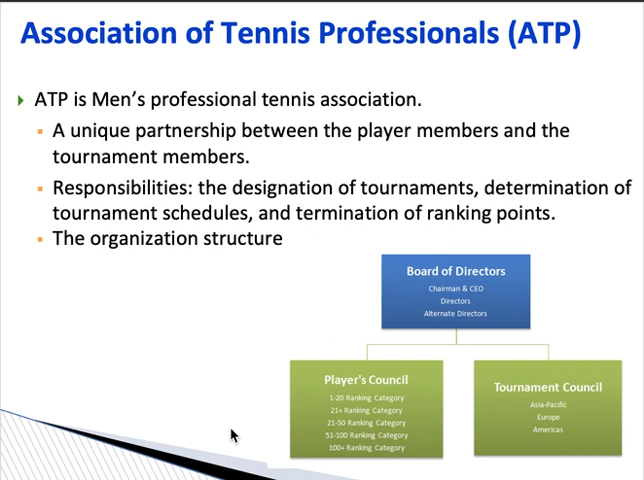 Association of Tennis Professionals (ATP)
ATP is Men's professional tennis association.
A unique partnership between the player members and the
tournament members.
Responsibilities: the designation of tournaments, determination of
tournament schedules, and termination of ranking points.
The organization structure
Board of Directors
Chairman & CEO
Directors
Alternate Directors
Player's Council
1-20 Ranking Category
21+ Ranking Category
21-50 Ranking Category
51-100 Ranking Category
100+ Ranking Category
Tournament Council
Asia-Pacific
Europe
Americas